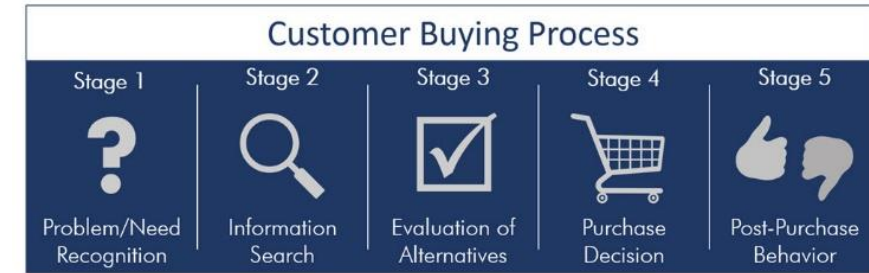 Customer Buying Process
Stage 1
Stage 2
Stage 3
Stage 4
Stage 5
Problem/Need
Recognition
Information
Search
Evaluation of
Alternatives
Purchase
Decision
Post-Purchase
Behavior